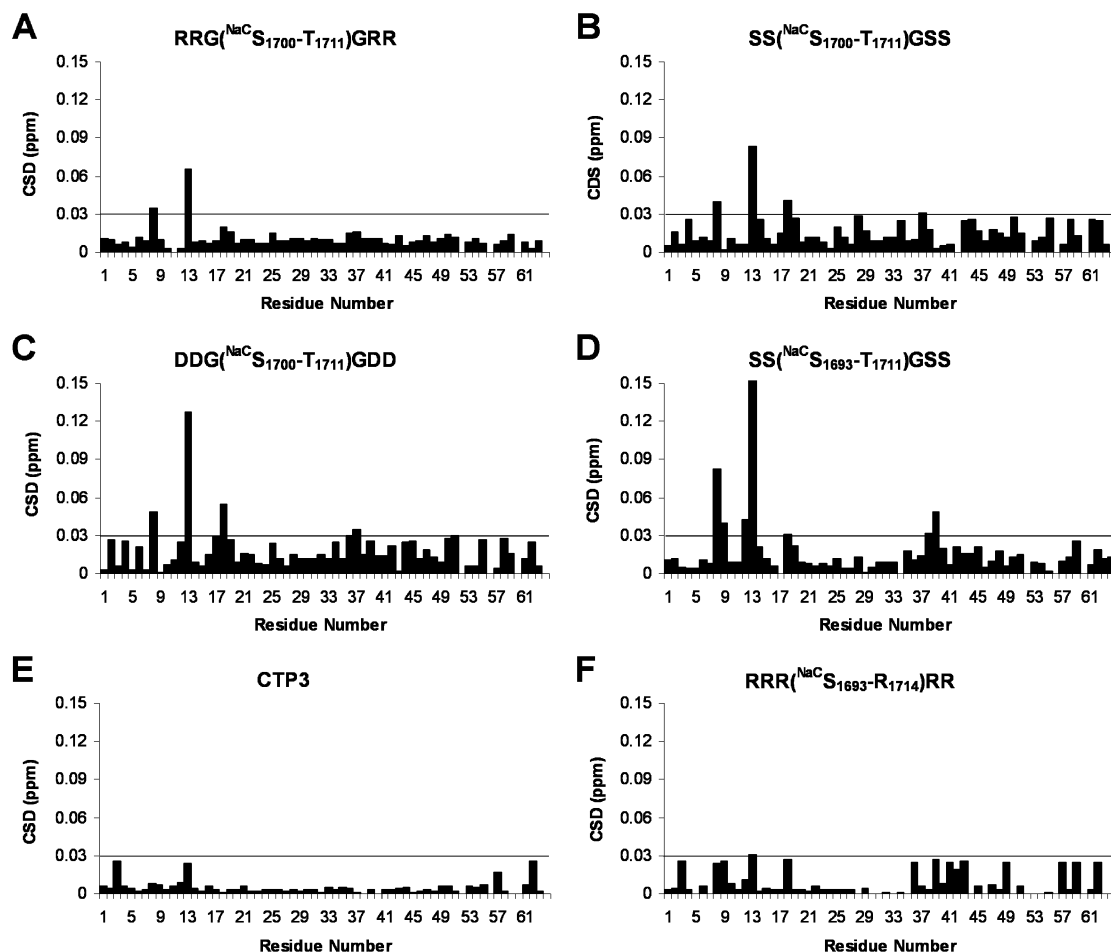 A
RRG(NaCS1700-T1711)GRR
0.15
0.12
0.09
0.06
0.03
0
CSD (ppm)
1 5 9 13 17 21 25 29 33 37 41 45 49 53 57 61
Residue Number
B
SS(NaCS1700-T1711)GSS
0.15
0.12
0.09
0.06
0.03
0
CDS (ppm)
1 5 9 13 17 21 25 29 33 37 41 45 49 53 57 61
Residue Number
C
DDG(NaCS1700-T1711)GDD
0.15
0.12
0.09
0.06
0.03
0
CSD (ppm)
1 5 9 13 17 21 25 29 33 37 41 45 49 53 57 61
Residue Number
D
SS(NaCS1693-T1711)GSS
0.15
0.12
0.09
0.06
0.03
0
CSD (ppm)
1 5 9 13 17 21 25 29 33 37 41 45 49 53 57 61
Residue Number
E
CTP3
0.15
0.12
0.09
0.06
0.03
0
CSD (ppm)
1 5 9 13 17 21 25 29 33 37 41 45 49 53 57 61
Residue Number
F
RRR(NaCS1693-R1714)RR
0.15
0.12
0.09
0.06
0.03
0
CSD (ppm)
1 5 9 13 17 21 25 29 33 37 41 45 49 53 57 61
Residue Number